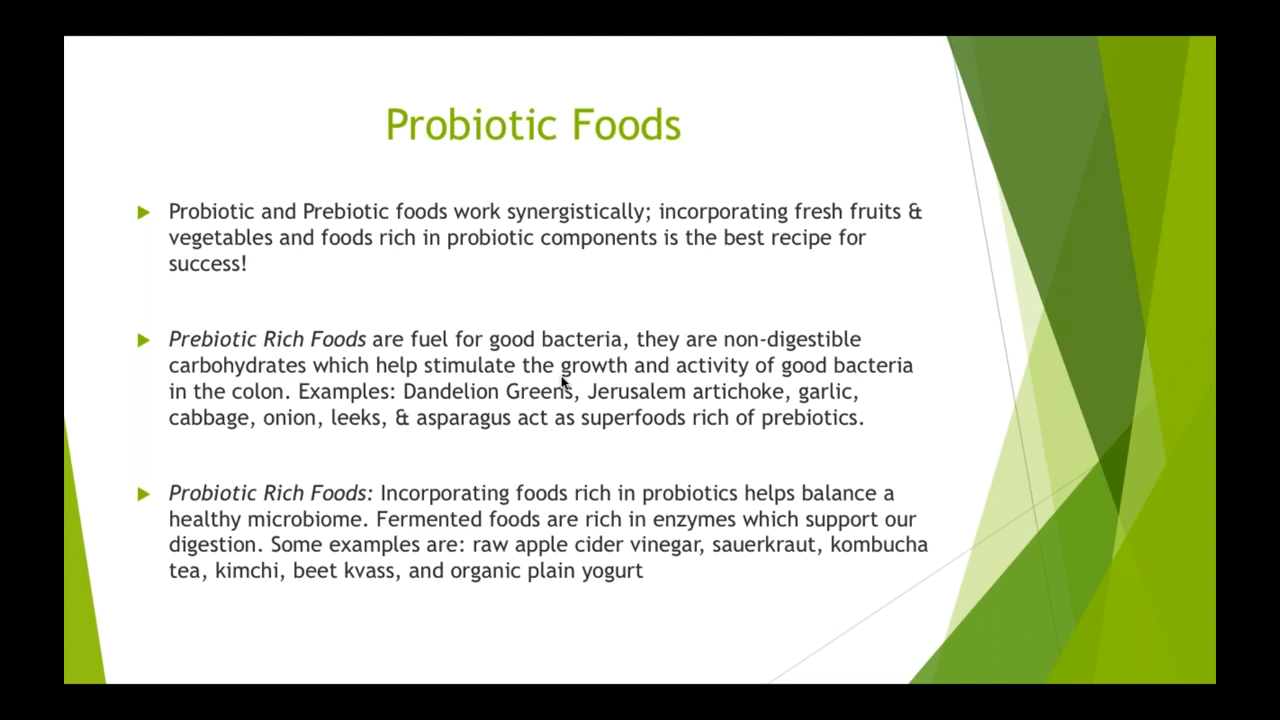 Probiotic Foods
Probiotic and Prebiotic foods work synergistically; incorporating fresh fruits &
vegetables and foods rich in probiotic components is the best recipe for
success!
Prebiotic Rich Foods are fuel for good bacteria, they are non-digestible
carbohydrates which help stimulate the growth and activity of good bacteria
in the colon. Examples: Dandelion Greens, Jerusalem artichoke, garlic,
cabbage, onion, leeks, & asparagus act as superfoods rich of prebiotics.
Probiotic Rich Foods: Incorporating foods rich in probiotics helps balance a
healthy microbiome. Fermented foods are rich in enzymes which support our
digestion. Some examples are: raw apple cider vinegar, sauerkraut, kombucha
tea, kimchi, beet kvass, and organic plain yogurt